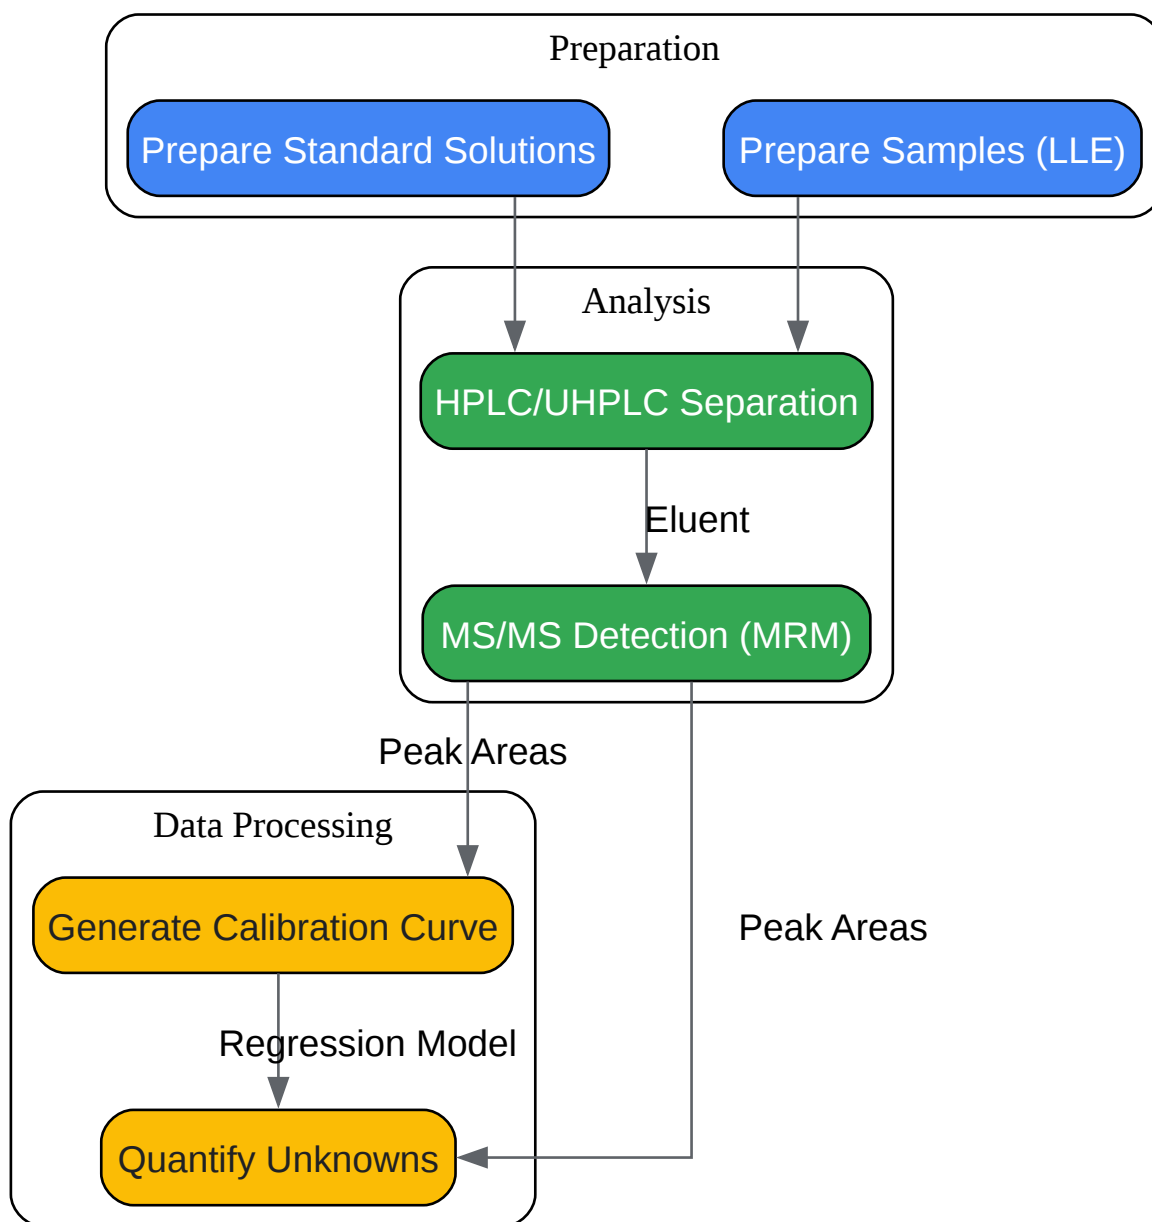 Preparation
Prepare Standard Solutions
Prepare Samples (LLE)
Analysis
HPLC/UHPLC Separation
Eluent
MS/MS Detection (MRM)
Peak Areas
Data Processing
Generate Calibration Curve
Peak Areas
Regression Model
Quantify Unknowns